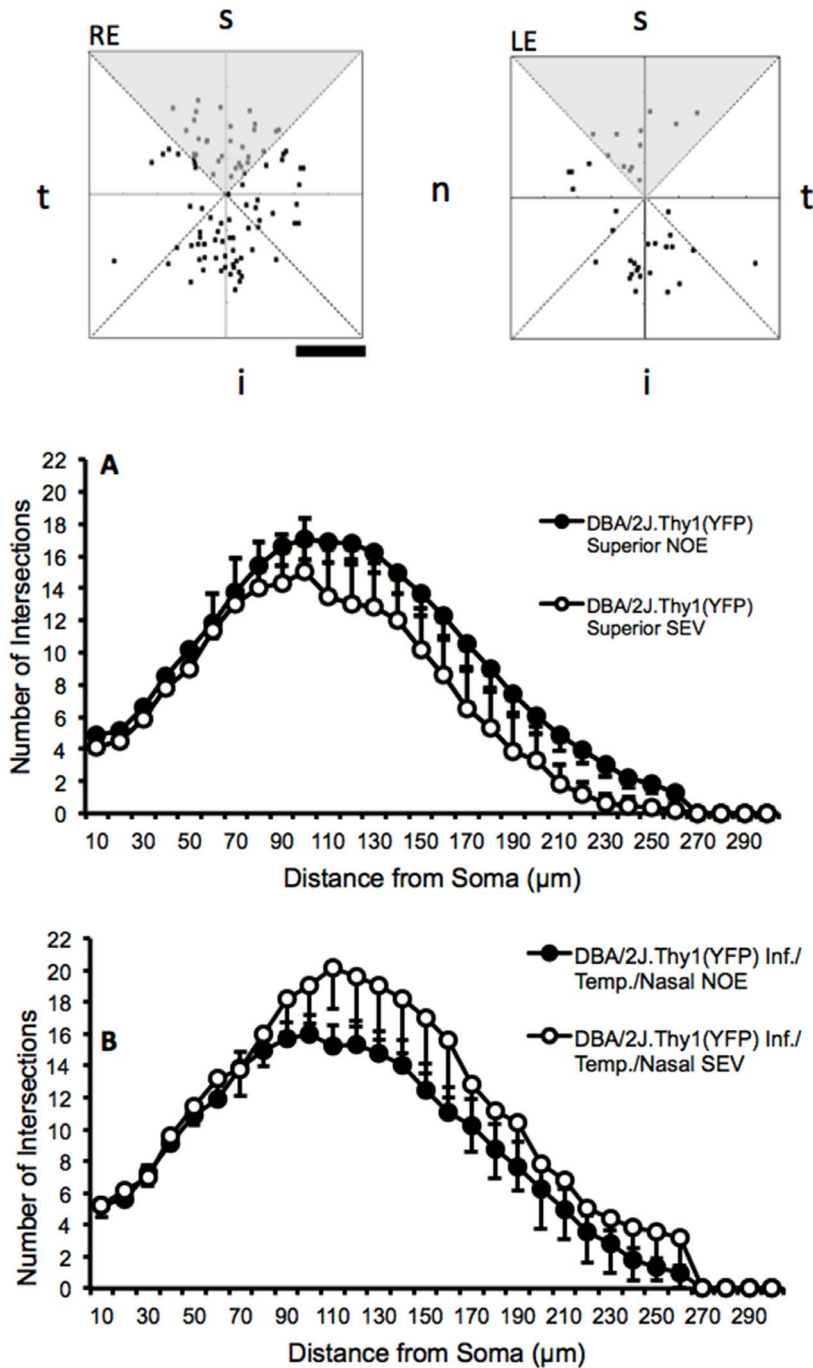 RE
s
LE
s
t
n
t
i
i
A
22
20
18
16
14
12
10
8
6
4
2
0
Number of Intersections
DBA/2J.Thy1(YFP)
Superior NOE
DBA/2J.Thy1(YFP)
Superior SEV
10 30 50 70 90 110 130 150 170 190 210 230 250 270 290
Distance from Soma (µm)
B
22
20
18
16
14
12
10
8
6
4
2
0
Number of Intersections
DBA/2J.Thy1(YFP) Inf./
Temp./Nasal NOE
DBA/2J.Thy1(YFP) Inf./
Temp./Nasal SEV
10 30 50 70 90 110 130 150 170 190 210 230 250 270 290
Distance from Soma (µm)